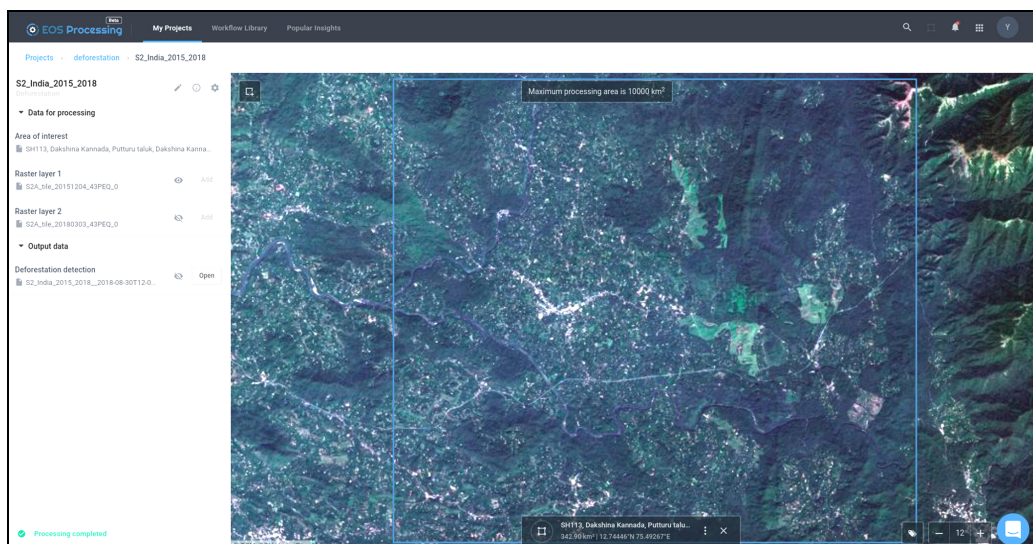 EOS Processing Beta My Projects Workflow Library Popular Insights Y
Projects › deforestation › S2_India_2015_2018
S2_India_2015_2018
Deforestation
Data for processing
Area of interest
SH113, Dakshina Kannada, Putturu taluk, Dakshina Kanna...
Raster layer 1
S2A_tile_20151204_43PEQ_0
Add
Raster layer 2
S2A_tile_20180303_43PEQ_0
Add
Output data
Deforestation detection
S2_India_2015_2018__2018-08-30T12-0...
Open
Processing completed
Maximum processing area is 10000 km²
SH113, Dakshina Kannada, Putturu talu...
342.90 km² | 12.74446°N 75.49267°E
12